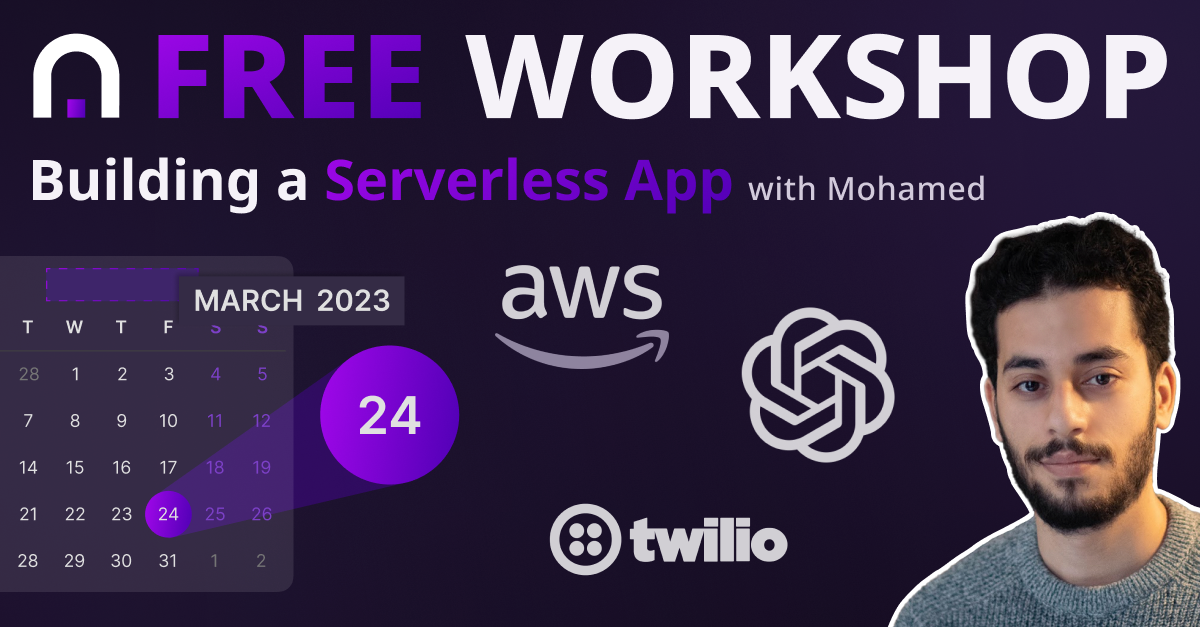 FREE WORKSHOP
Building a Serverless App with Mohamed
MARCH 2023
T W T F S S
28 1 2 3 4 5
7 8 9 10 11 12
14 15 16 17 18 19
21 22 23 24 25 26
28 29 30 31 1 2
24
aws
twilio